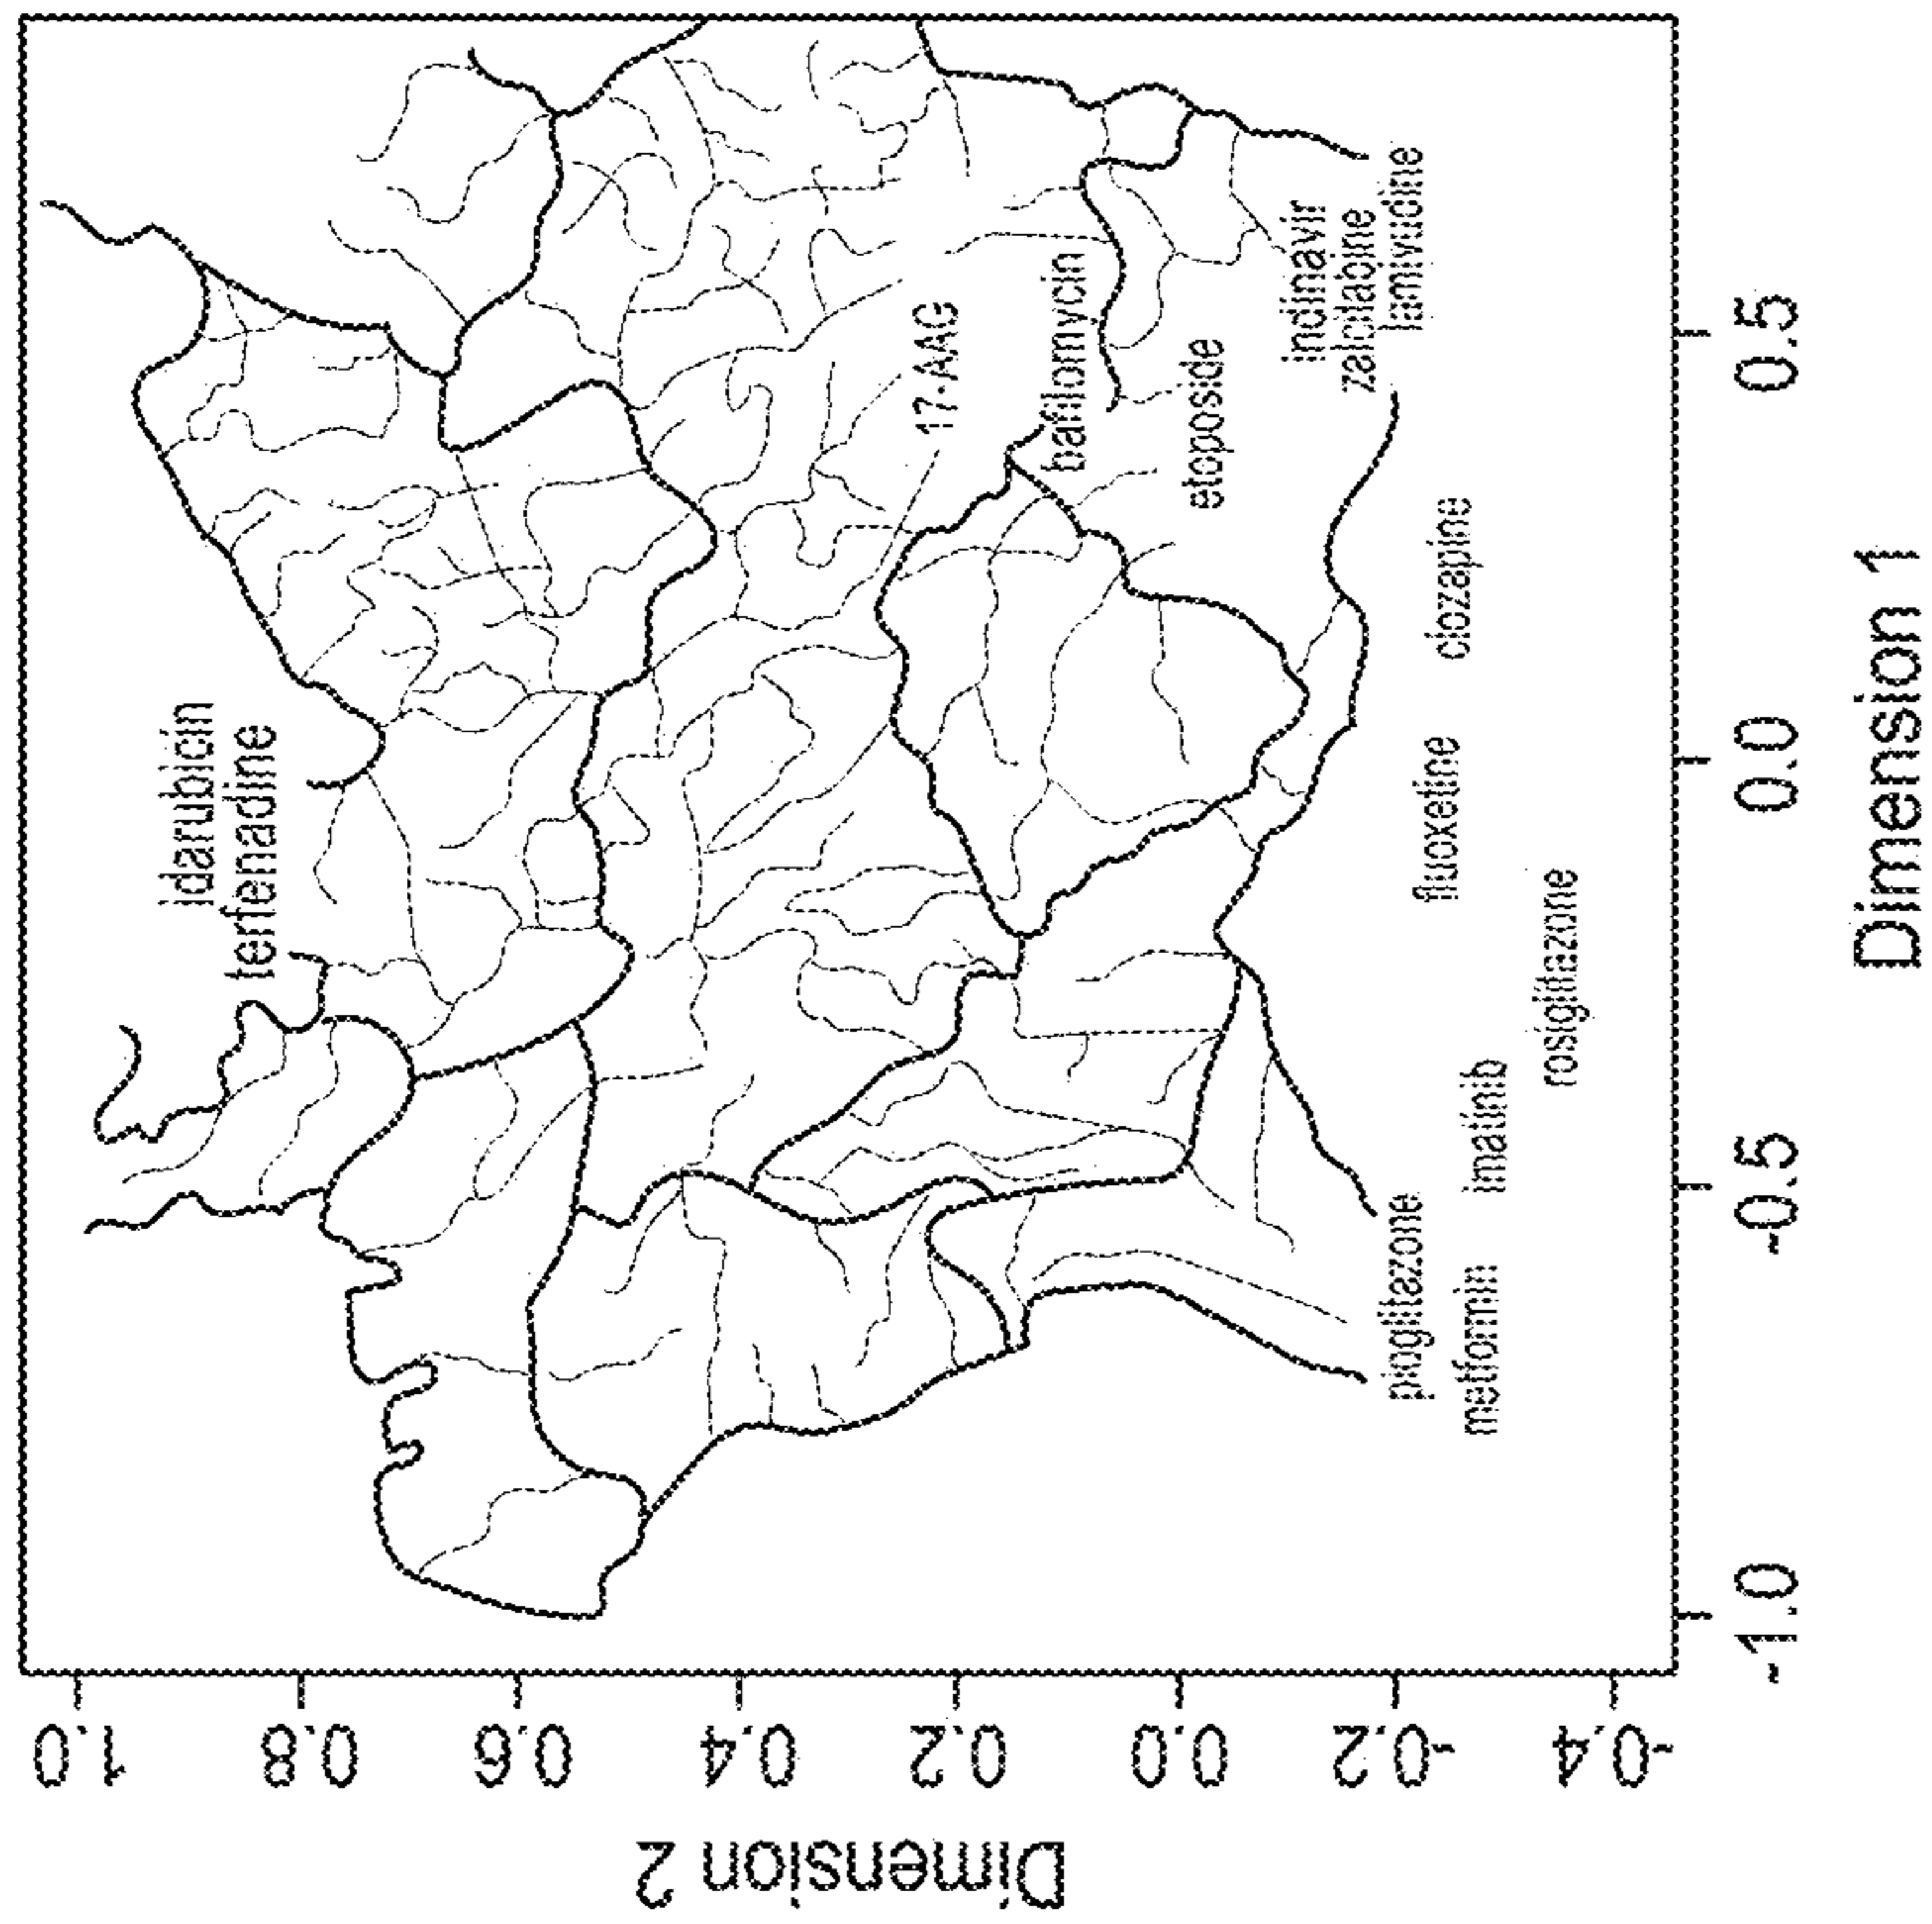 Dimension 2
1.0
0.8
0.6
0.4
0.2
0.0
-0.2
-0.4
idarubicin
terfenadine
17-AAG
bafilomycin
etoposide
indinavir
zalcitabine
lamivudine
clozapine
fluoxetine
rosiglitazone
imatinib
pioglitazone
metfomin
-1.0
-0.5
0.0
0.5
Dimension 1